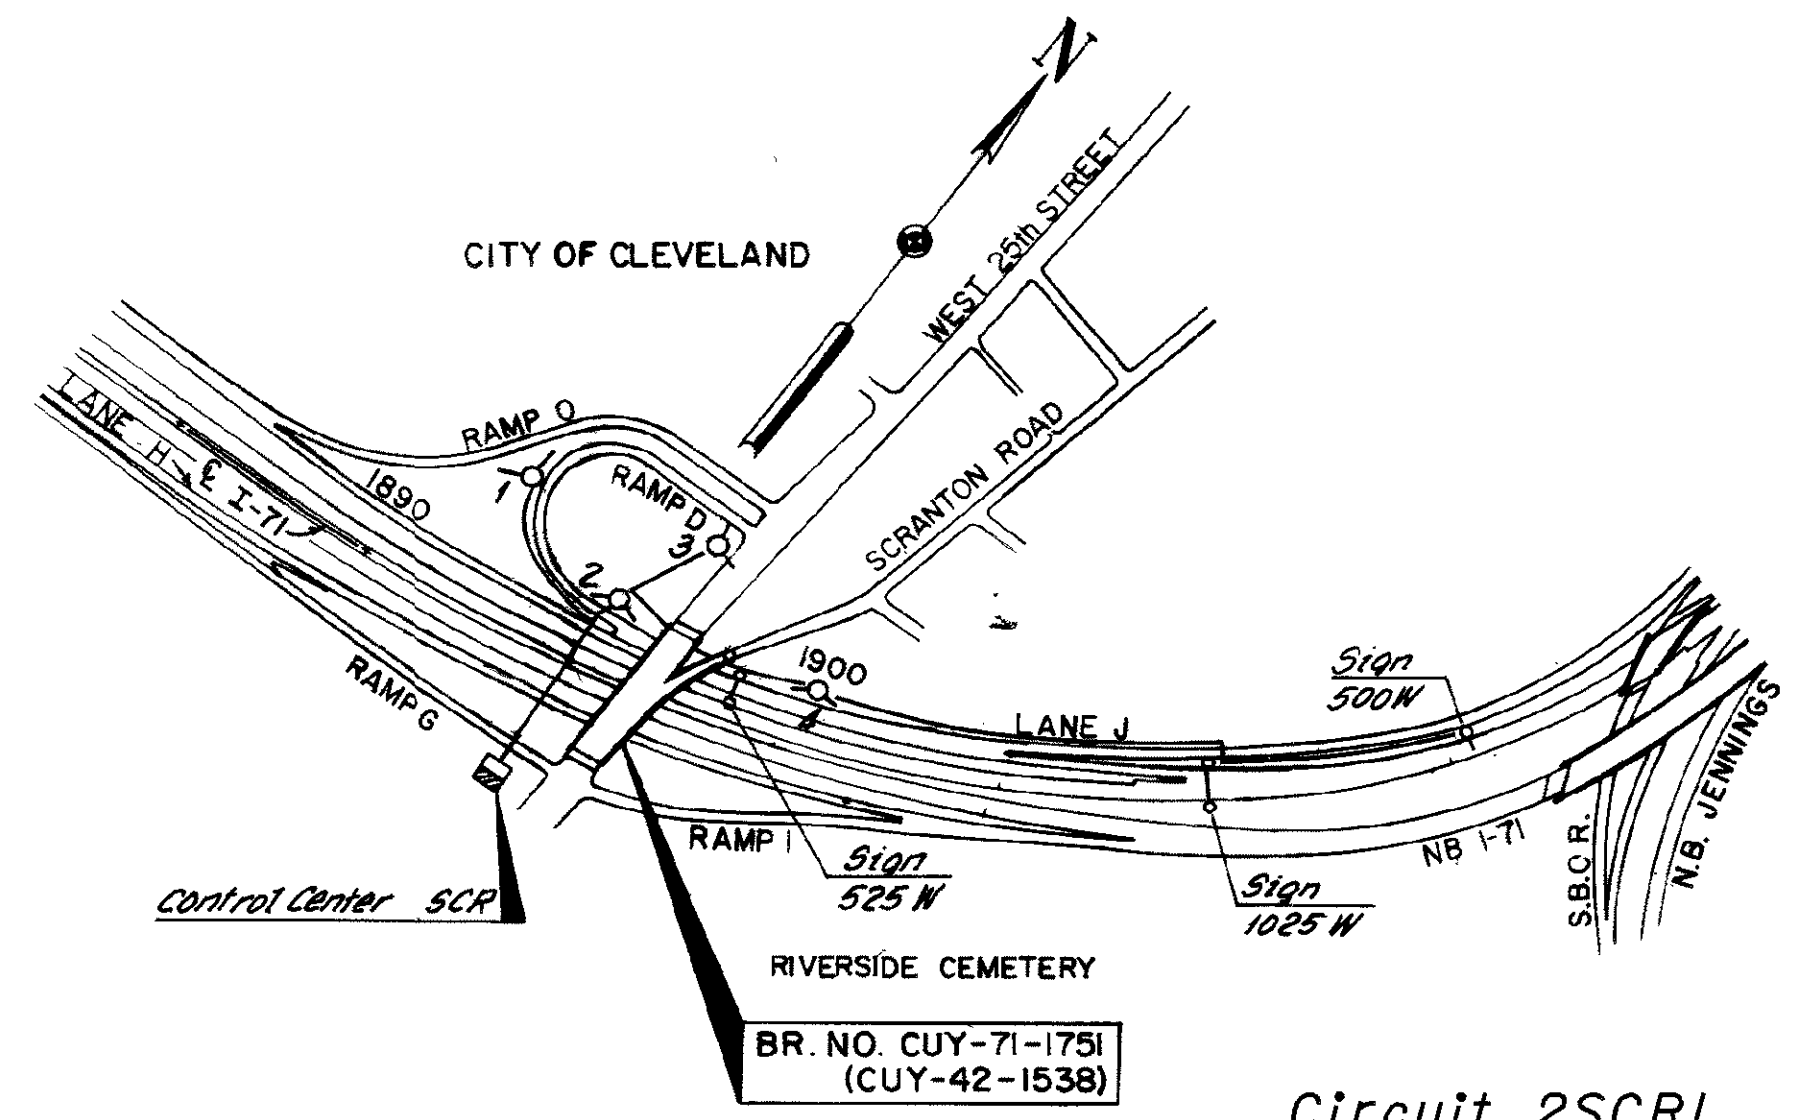 N
WEST 25th STREET
CITY OF CLEVELAND
RAMP O
LANE H
℄ I-71
1890
1
RAMP D
3
2
SCRANTON ROAD
RAMP G
1900
4
Sign
500W
LANE J
RAMP I
NB I-71
N.B. JENNINGS
Sign
525 W
Sign
1025 W
Control Center SCR
RIVERSIDE CEMETERY
BR. NO. CUY-71-1751
(CUY-42-1538)